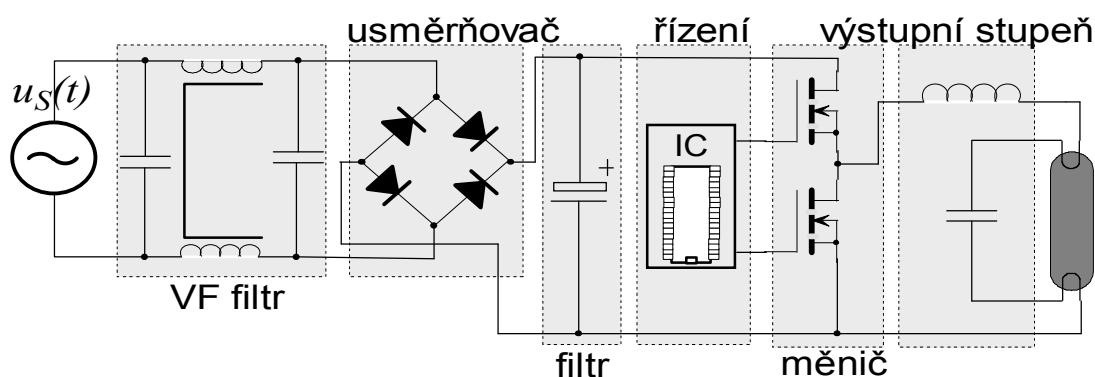 usměrňovač
řízení
výstupní stupeň
u_S(t)
IC
+
VF filtr
filtr
měnič